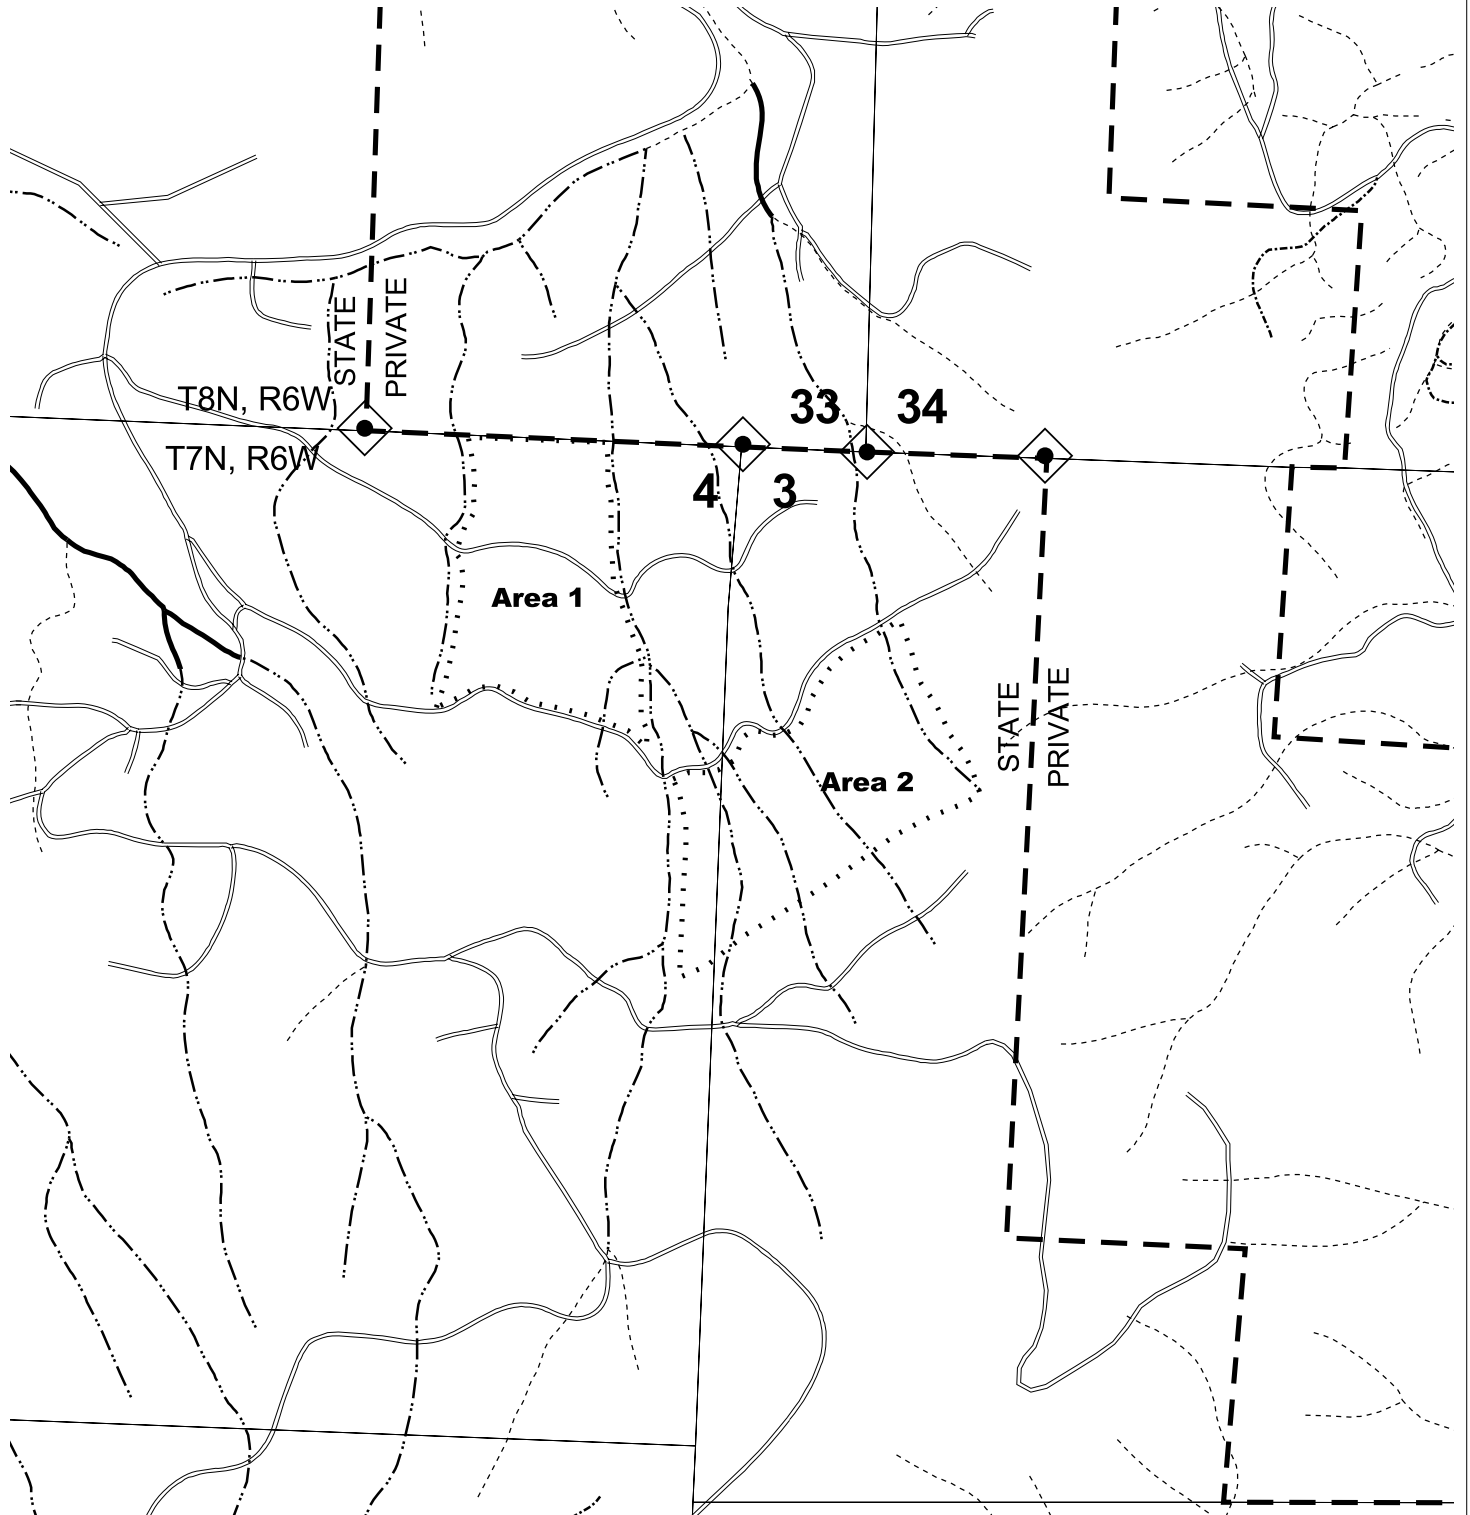 STATE
PRIVATE
T8N, R6W
33
34
T7N, R6W
4
3
Area 1
STATE
PRIVATE
Area 2